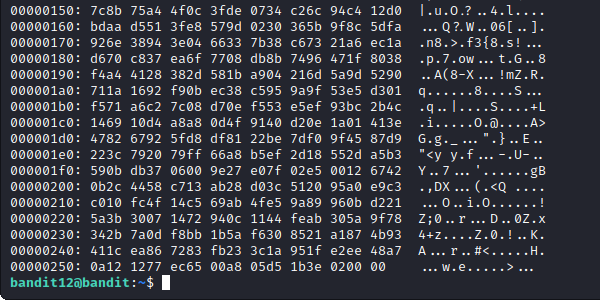 00000150: 7c8b 75a4 4f0c 3fde 0734 c26c 94c4 12d0  |.u.O.?..4.l.....
00000160: bdaa d551 3fe8 579d 0230 365b 9f8c 5dfa  ...Q?.W..06[..].
00000170: 926e 3894 3e04 6633 7b38 c673 21a6 ec1a  .n8.>.f3{8.s!...
00000180: d670 c837 ea6f 7708 db8b 7496 471f 8038  .p.7.ow...t.G..8
00000190: f4a4 4128 382d 581b a904 216d 5a9d 5290  ..A(8-X...!mZ.R.
000001a0: 711a 1692 f90b ec38 c595 9a9f 53e5 d301  q......8....S...
000001b0: f571 a6c2 7c08 d70e f553 e5ef 93bc 2b4c  .q..|....S....+L
000001c0: 1469 10d4 a8a8 0d4f 9140 d20e 1a01 413e  .i.....O.@....A>
000001d0: 4782 6792 5fd8 df81 22be 7df0 9f45 87d9  G.g._...".}..E..
000001e0: 223c 7920 79ff 66a8 b5ef 2d18 552d a5b3  "<y y.f...-.U-..
000001f0: 590b db37 0600 9e27 e07f 02e5 0012 6742  Y..7...'......gB
00000200: 0b2c 4458 c713 ab28 d03c 5120 95a0 e9c3  .,DX...(.<Q ....
00000210: c010 fc4f 14c5 69ab 4fe5 9a89 960b d221  ...O..i.O......!
00000220: 5a3b 3007 1472 940c 1144 feab 305a 9f78  Z;0..r...D..0Z.x
00000230: 342b 7a0d f8bb 1b5a f630 8521 a187 4b93  4+z....Z.0.!..K.
00000240: 411c ea86 7283 fb23 3c1a 951f e2ee 48a7  A...r..#<.....H.
00000250: 0a12 1277 ec65 00a8 05d5 1b3e 0200 00  ...w.e.....>...
bandit12@bandit:~$